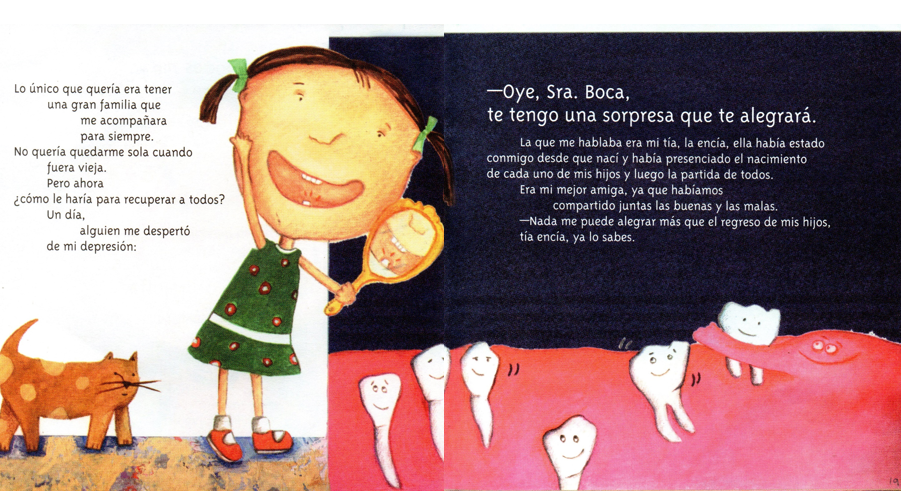 Lo único que quería era tener
una gran familia que
me acompañara
para siempre.
No quería quedarme sola cuando
fuera vieja.
Pero ahora
¿cómo le haría para recuperar a todos?
Un día,
alguien me despertó
de mi depresión:
—Oye, Sra. Boca,
te tengo una sorpresa que te alegrará.
La que me hablaba era mi tía, la encía, ella había estado
conmigo desde que nací y había presenciado el nacimiento
de cada uno de mis hijos y luego la partida de todos.
Era mi mejor amiga, ya que habíamos
compartido juntas las buenas y las malas.
—Nada me puede alegrar más que el regreso de mis hijos,
tía encía, ya lo sabes.
19